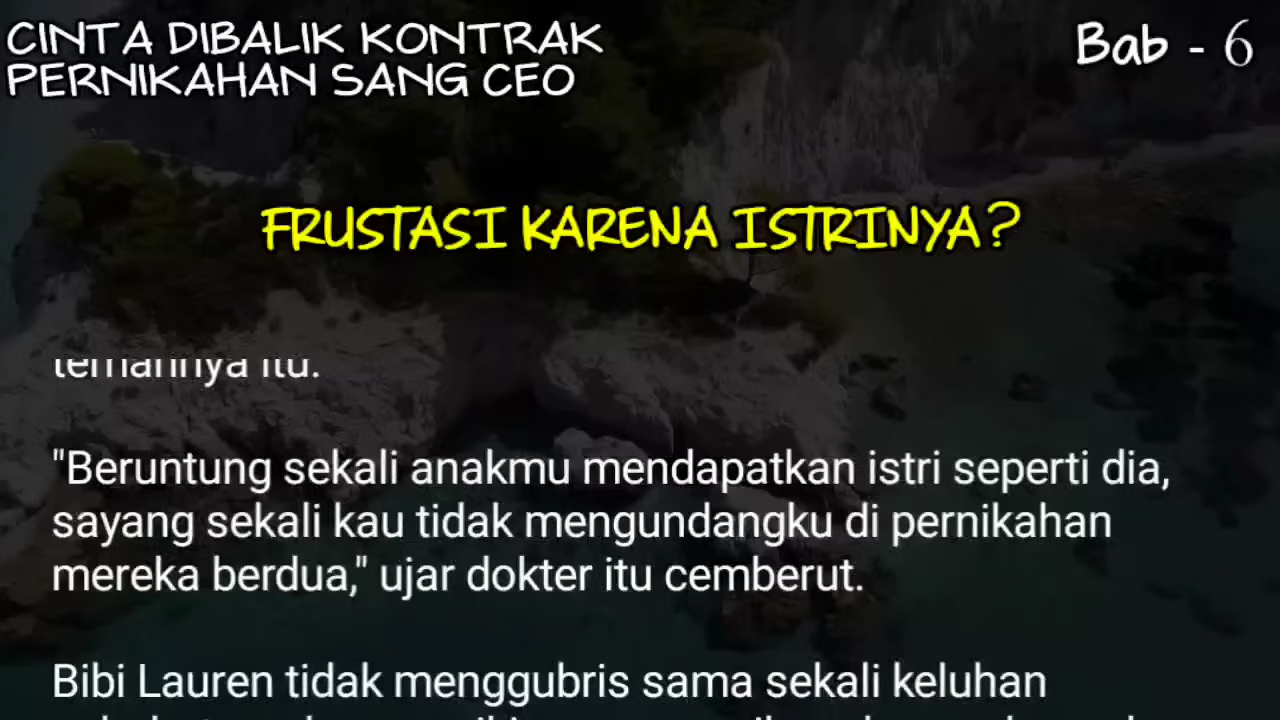 CINTA DIBALIK KONTRAK
PERNIKAHAN SANG CEO
Bab - 6
FRUSTASI KARENA ISTRINYA?
temannya itu.
"Beruntung sekali anakmu mendapatkan istri seperti dia,
sayang sekali kau tidak mengundangku di pernikahan
mereka berdua," ujar dokter itu cemberut.
Bibi Lauren tidak menggubris sama sekali keluhan